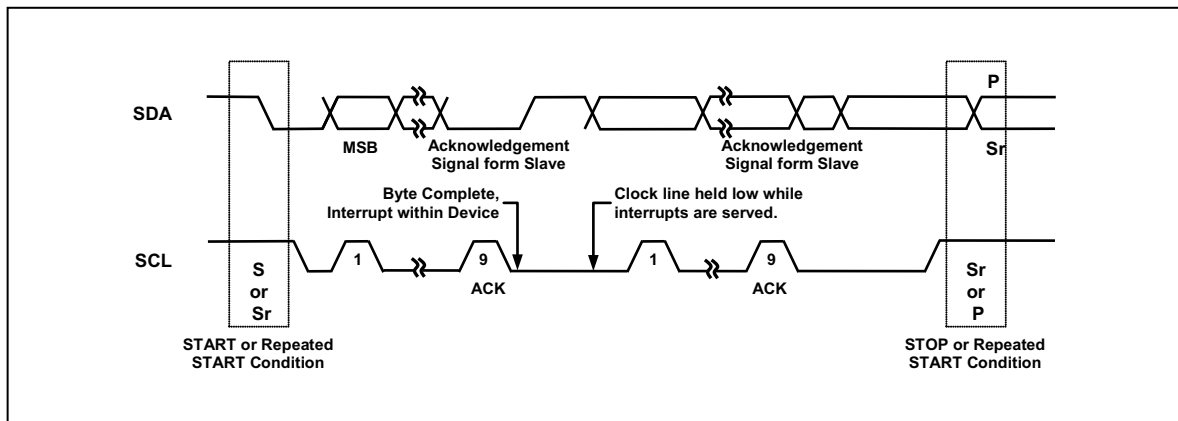 P
SDA
MSB
Acknowledgement
Signal form Slave
Acknowledgement
Signal form Slave
Sr
Byte Complete,
Interrupt within Device
Clock line held low while
interrupts are served.
SCL
S
or
Sr
1
9
ACK
1
9
ACK
Sr
or
P
START or Repeated
START Condition
STOP or Repeated
START Condition